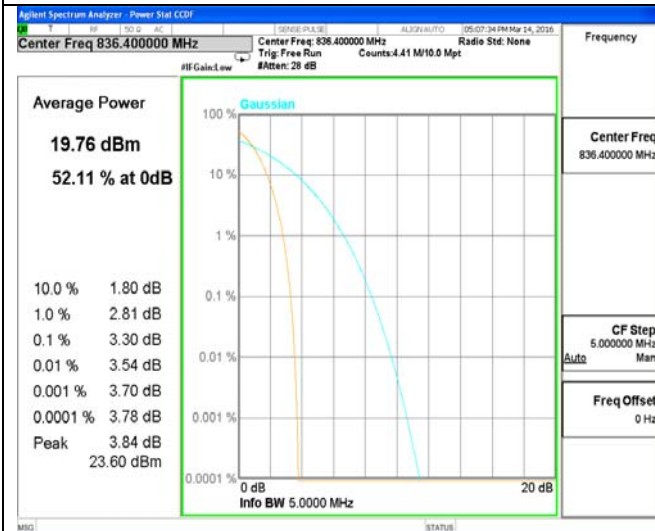 Agilent Spectrum Analyzer - Power Stat CCDF
T RF 50 Ω AC SENSE:PULSE ALIGN AUTO 05:07:34 PM Mar 14, 2016
Center Freq 836.400000 MHz
Center Freq: 836.400000 MHz Radio Std: None
Trig: Free Run Counts:4.41 M/10.0 Mpt
#IFGain:Low #Atten: 28 dB
Frequency
Average Power
19.76 dBm
52.11 % at 0dB
10.0 % 1.80 dB
1.0 % 2.81 dB
0.1 % 3.30 dB
0.01 % 3.54 dB
0.001 % 3.70 dB
0.0001 % 3.78 dB
Peak 3.84 dB
23.60 dBm
Gaussian
100 %
10 %
1 %
0.1 %
0.01 %
0.001 %
0.0001 %
0 dB 20 dB
Info BW 5.0000 MHz
Center Freq
836.400000 MHz
CF Step
5.000000 MHz
Auto Man
Freq Offset
0 Hz
MSG STATUS